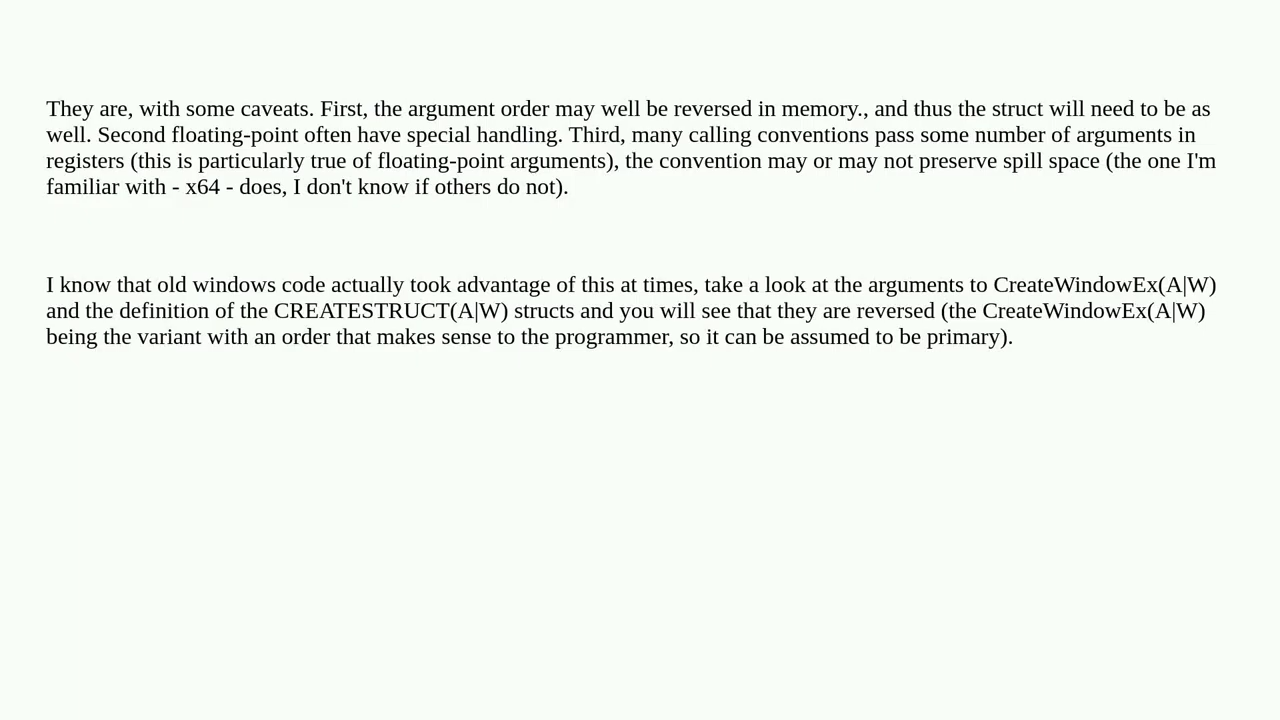 They are, with some caveats. First, the argument order may well be reversed in memory., and thus the struct will need to be as
well. Second floating-point often have special handling. Third, many calling conventions pass some number of arguments in
registers (this is particularly true of floating-point arguments), the convention may or may not preserve spill space (the one I'm
familiar with - x64 - does, I don't know if others do not).
I know that old windows code actually took advantage of this at times, take a look at the arguments to CreateWindowEx(A|W)
and the definition of the CREATESTRUCT(A|W) structs and you will see that they are reversed (the CreateWindowEx(A|W)
being the variant with an order that makes sense to the programmer, so it can be assumed to be primary).